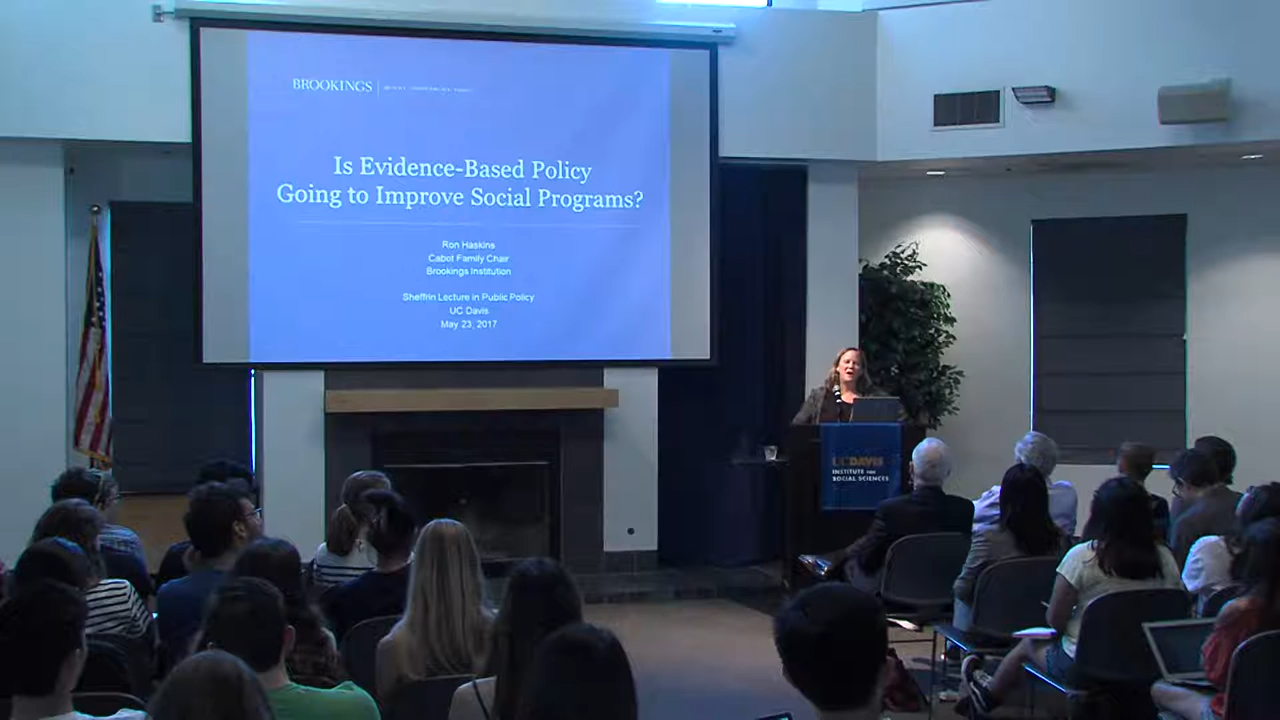 BROOKINGS
Is Evidence-Based Policy
Going to Improve Social Programs?
Ron Haskins
Cabot Family Chair
Brookings Institution
Sheffrin Lecture in Public Policy
UC Davis
May 23, 2017
UC DAVIS
INSTITUTE FOR
SOCIAL SCIENCES